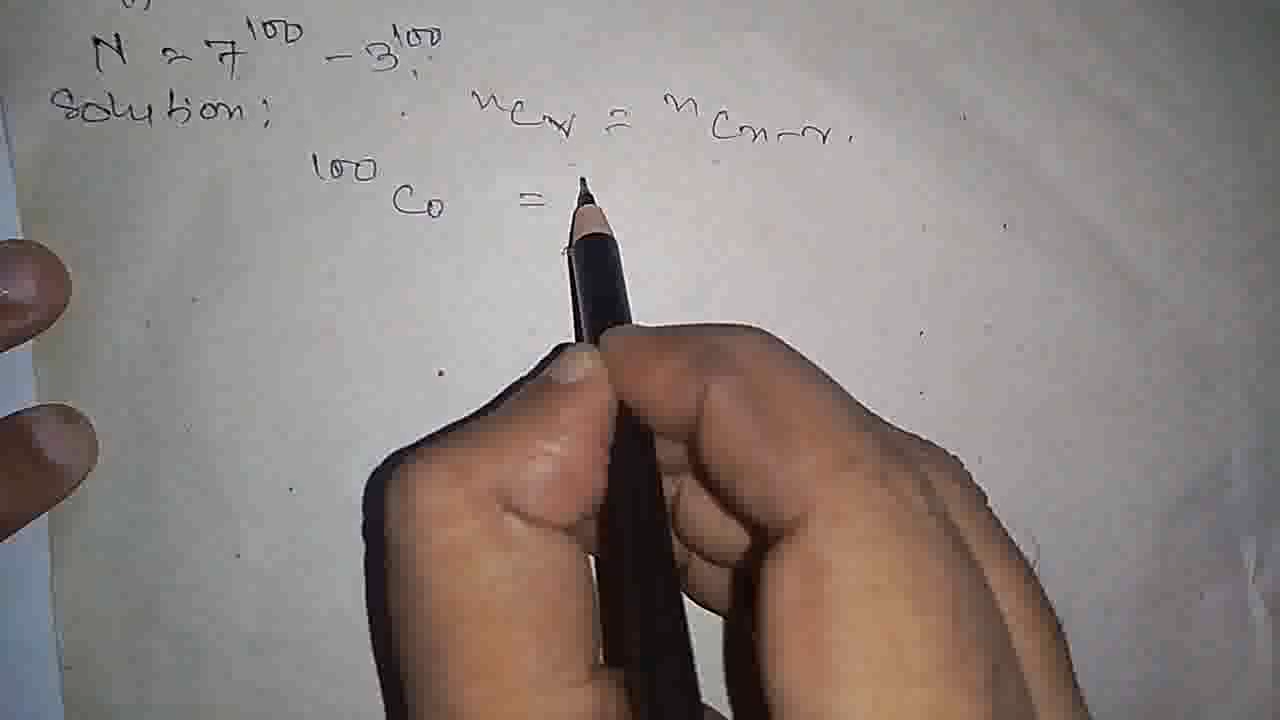 N = 7^100 - 3^100
Solution:
nCr = nCn-r.
100C0 =